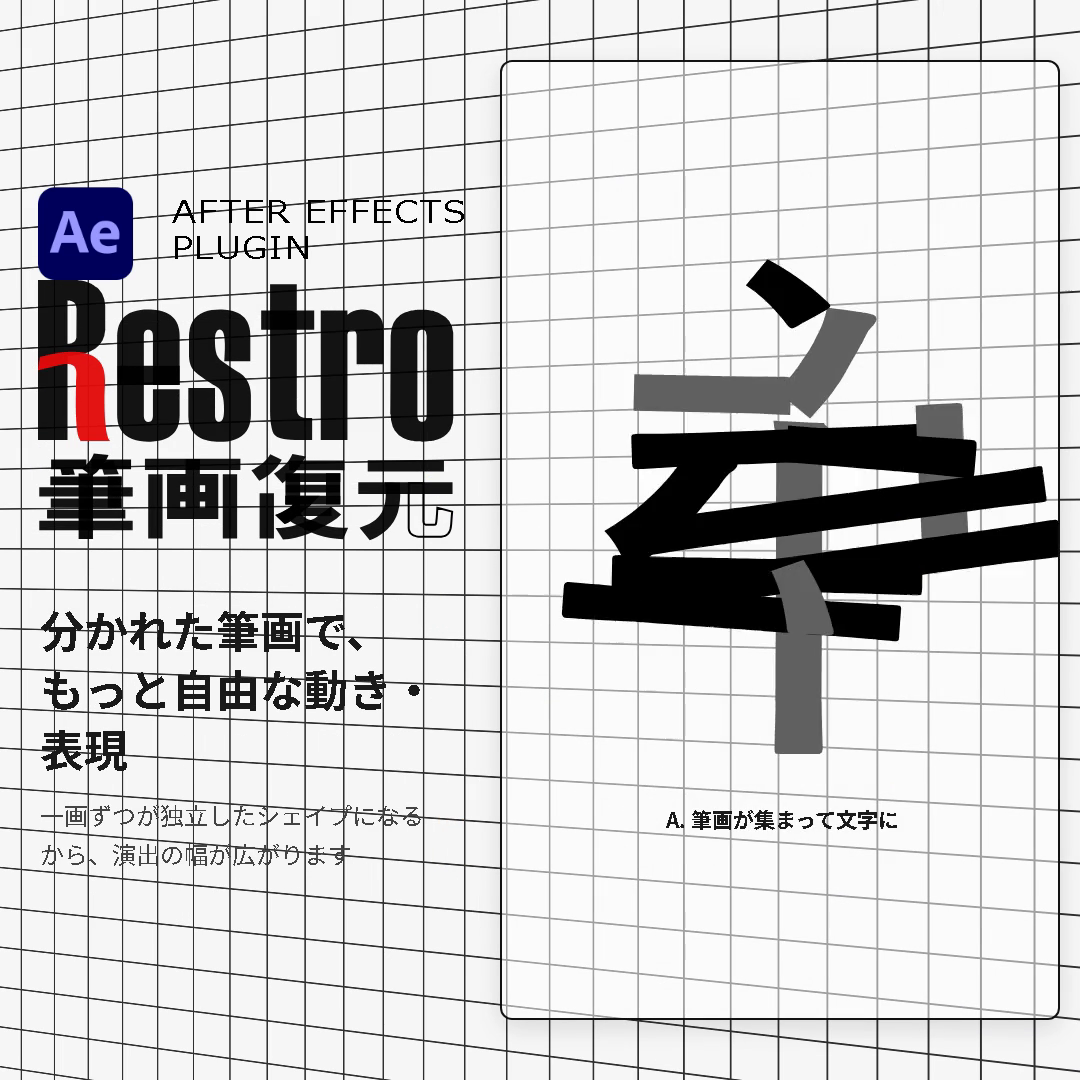 Ae
AFTER EFFECTS
PLUGIN
Restro
筆画復元
分かれた筆画で、
もっと自由な動き・
表現
一画ずつが独立したシェイプになる
から、演出の幅が広がります
A. 筆画が集まって文字に